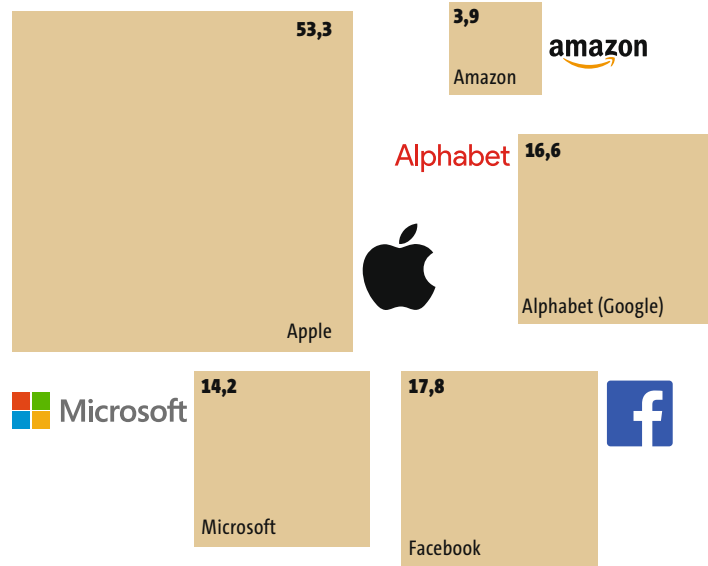 53,3
Apple
3,9
Amazon
amazon
Alphabet
16,6
Alphabet (Google)
Microsoft
14,2
Microsoft
17,8
Facebook
f